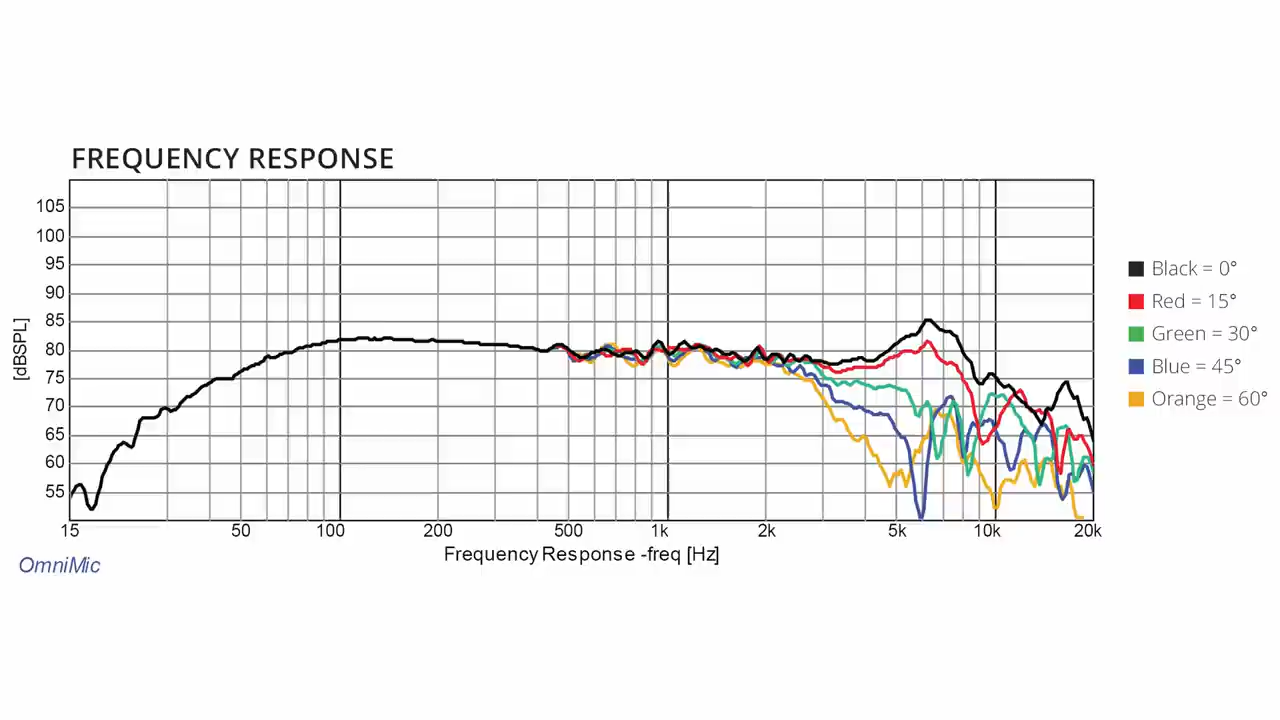 FREQUENCY RESPONSE
[dBSPL]
105
100
95
90
85
80
75
70
65
60
55
15 50 100 200 500 1k 2k 5k 10k 20k
Frequency Response -freq [Hz]
OmniMic
Black = 0°
Red = 15°
Green = 30°
Blue = 45°
Orange = 60°